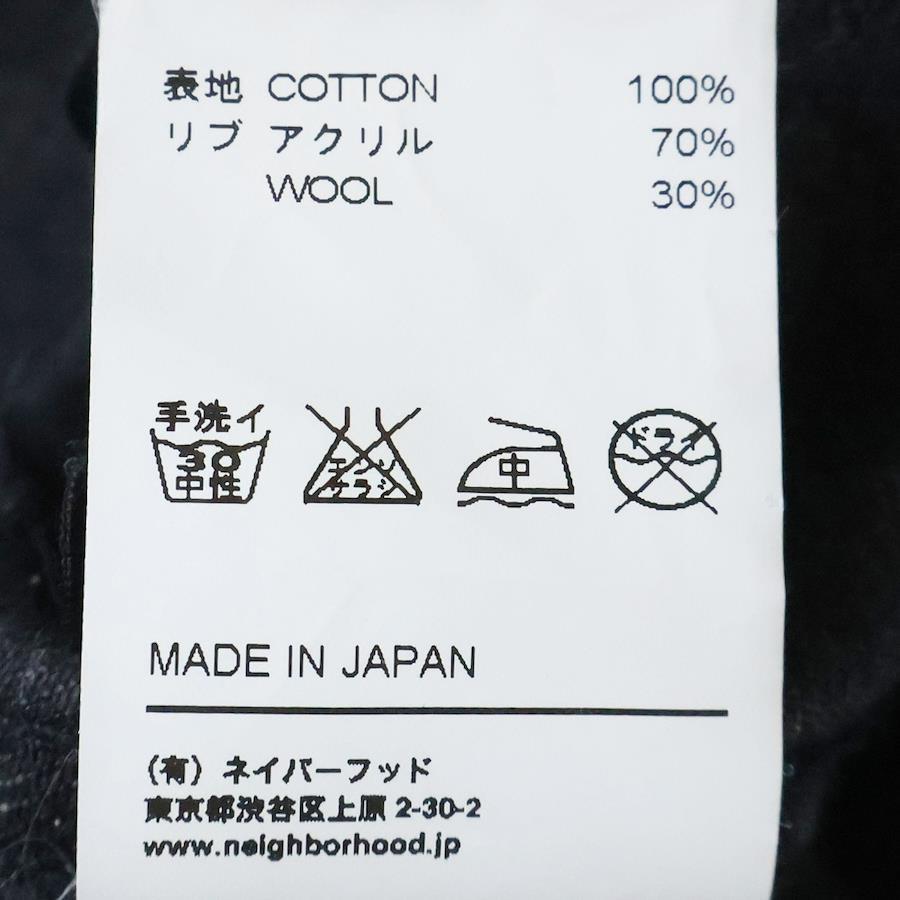 表地 COTTON 100%
リブ アクリル 70%
WOOL 30%
手洗イ
30
中性
エンソ
サラシ
中
ドライ
MADE IN JAPAN
(有) ネイバーフッド
東京都渋谷区上原 2-30-2
www.neighborhood.jp